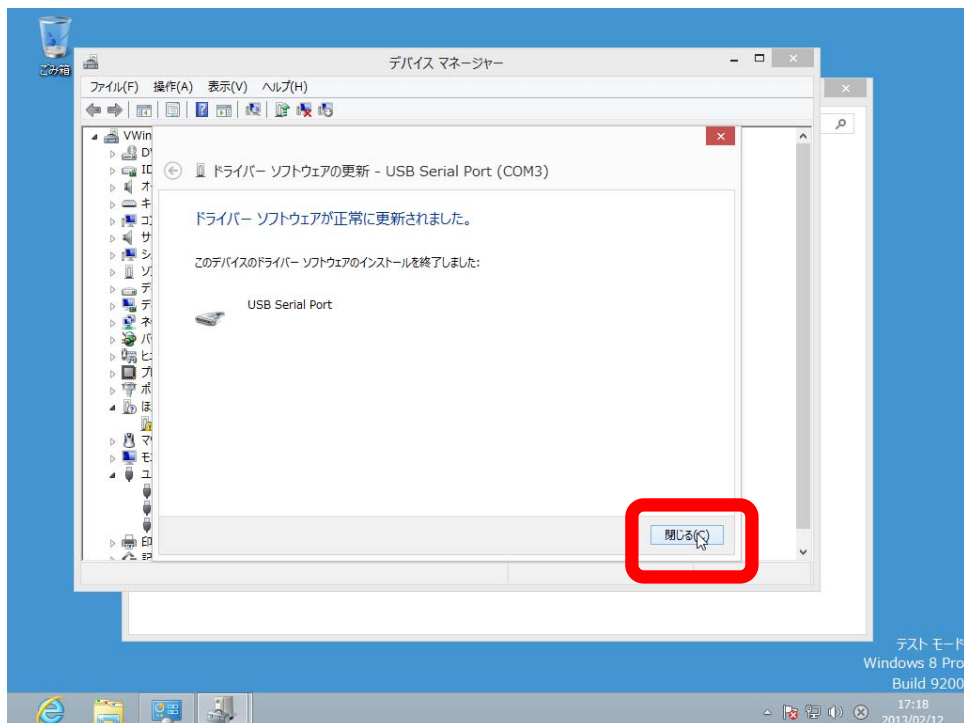 ごみ箱
デバイス マネージャー
ファイル(F) 操作(A) 表示(V) ヘルプ(H)
VWin
ドライバー ソフトウェアの更新 - USB Serial Port (COM3)
ドライバー ソフトウェアが正常に更新されました。
このデバイスのドライバー ソフトウェアのインストールを終了しました:
USB Serial Port
閉じる(C)
テスト モード
Windows 8 Pro
Build 9200
17:18
2013/02/12